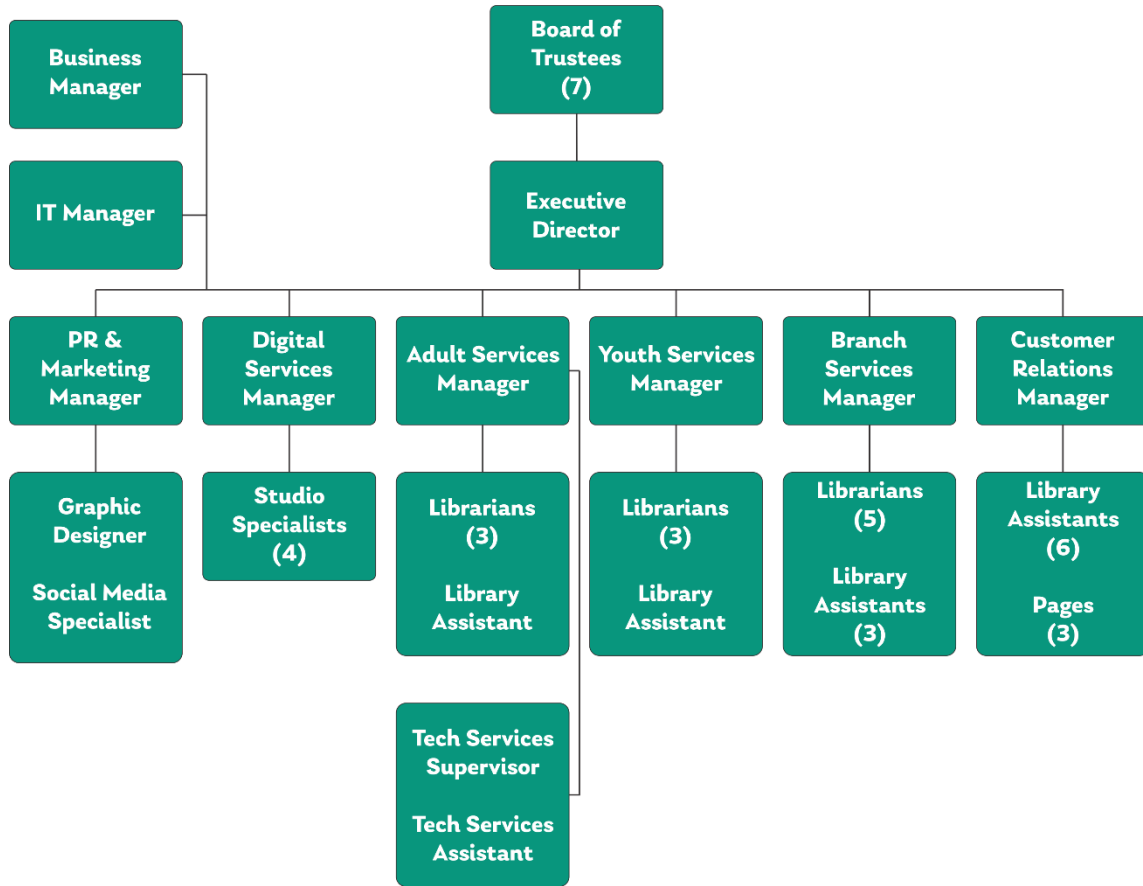 Business
Manager
Board of
Trustees
(7)
IT Manager
Executive
Director
PR &
Marketing
Manager
Digital
Services
Manager
Adult Services
Manager
Youth Services
Manager
Branch
Services
Manager
Customer
Relations
Manager
Graphic
Designer
Social Media
Specialist
Studio
Specialists
(4)
Librarians
(3)
Library
Assistant
Librarians
(3)
Library
Assistant
Librarians
(5)
Library
Assistants
(3)
Library
Assistants
(6)
Pages
(3)
Tech Services
Supervisor
Tech Services
Assistant